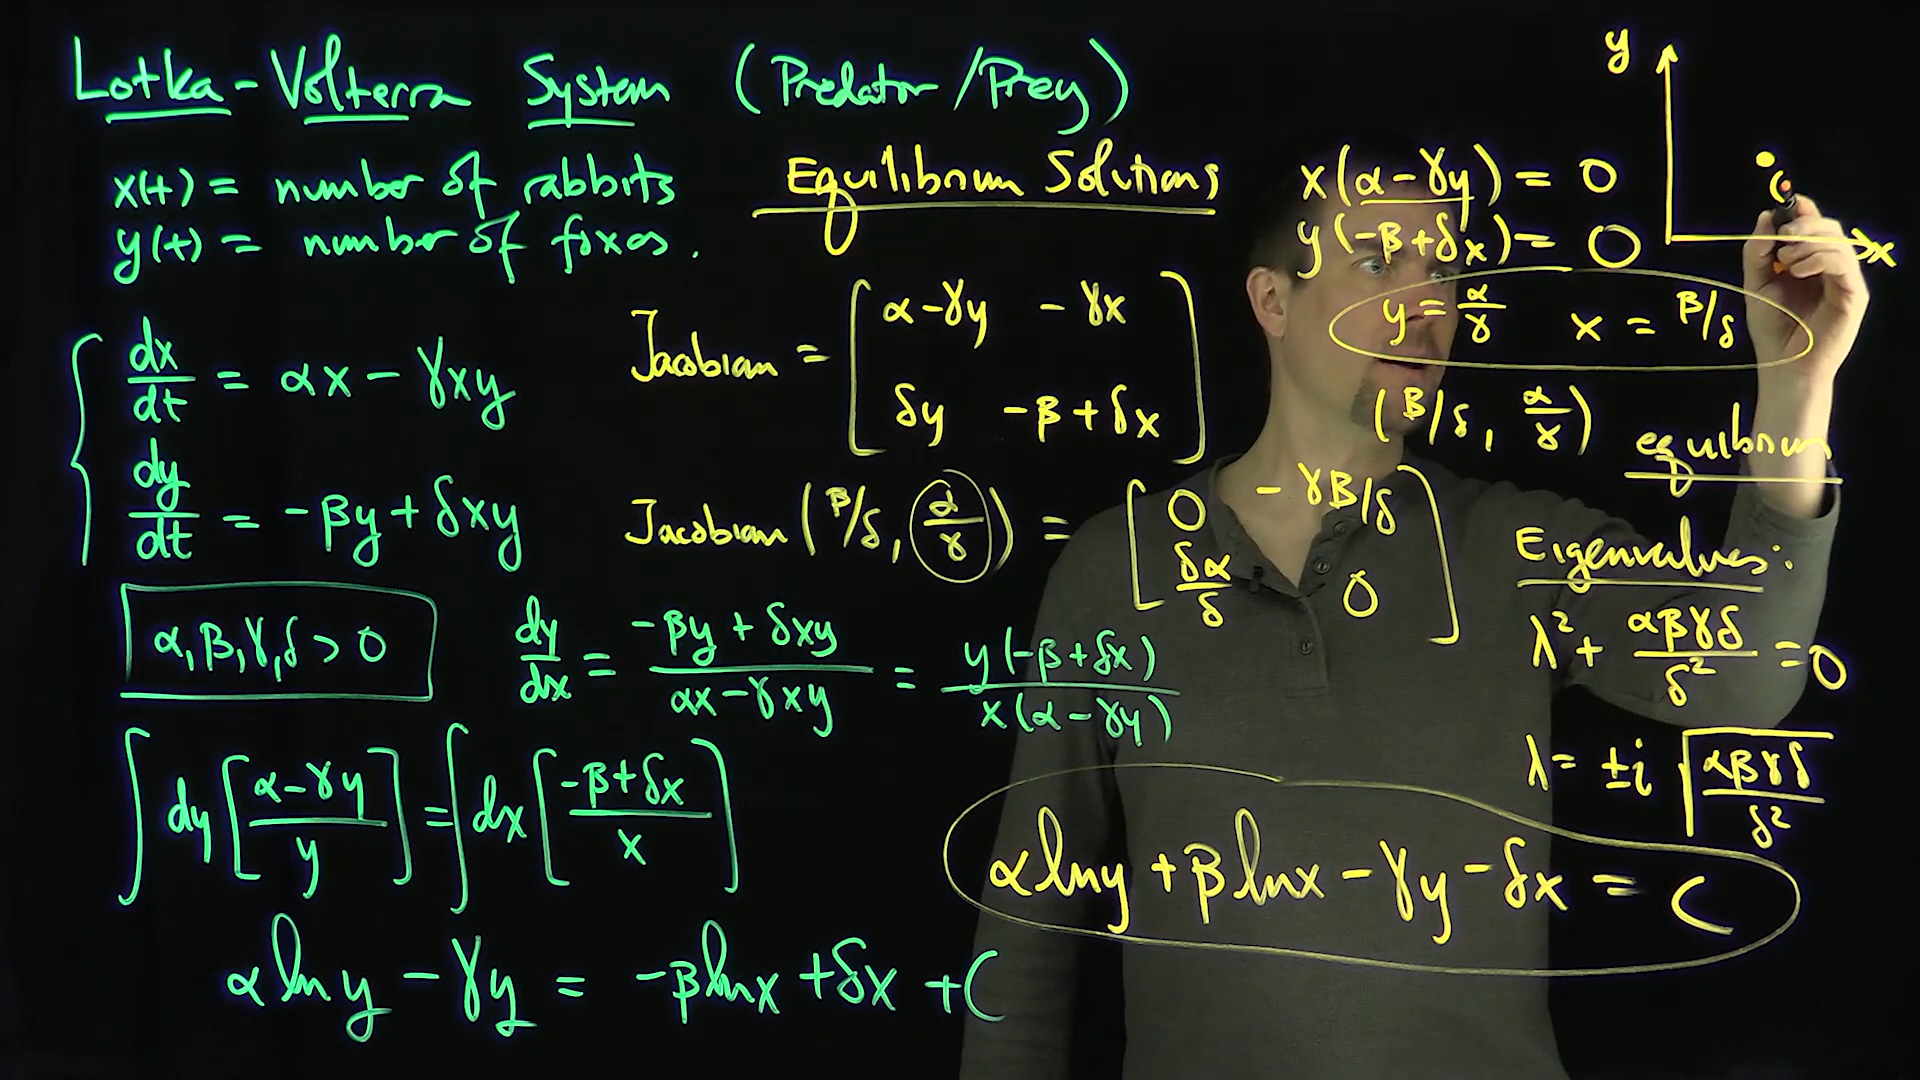 Lotka-Volterra System (Predator/Prey)
x(t) = number of rabbits
y(t) = number of foxes.
dx/dt = αx - γxy
dy/dt = -βy + δxy
α, β, γ, δ > 0
dy/dx = (-βy + δxy)/(αx - γxy) = y(-β+δx)/x(α-γy)
∫ dy [(α-γy)/y] = ∫ dx [(-β+δx)/x]
α ln y - γy = -β ln x + δx + C
Equilibrium Solutions
x(α-γy) = 0
y(-β+δx) = 0
y = α/γ x = β/δ
(β/δ, α/γ) equilibrium
Jacobian = [α-γy -γx
δy -β+δx]
Jacobian (β/δ, α/γ) = [0 -γβ/δ
δα/δ 0]
Eigenvalues:
λ² + αβγδ/δ² = 0
λ = ±i √(αβγδ/δ²)
α ln y + β ln x - γy - δx = C
y
x